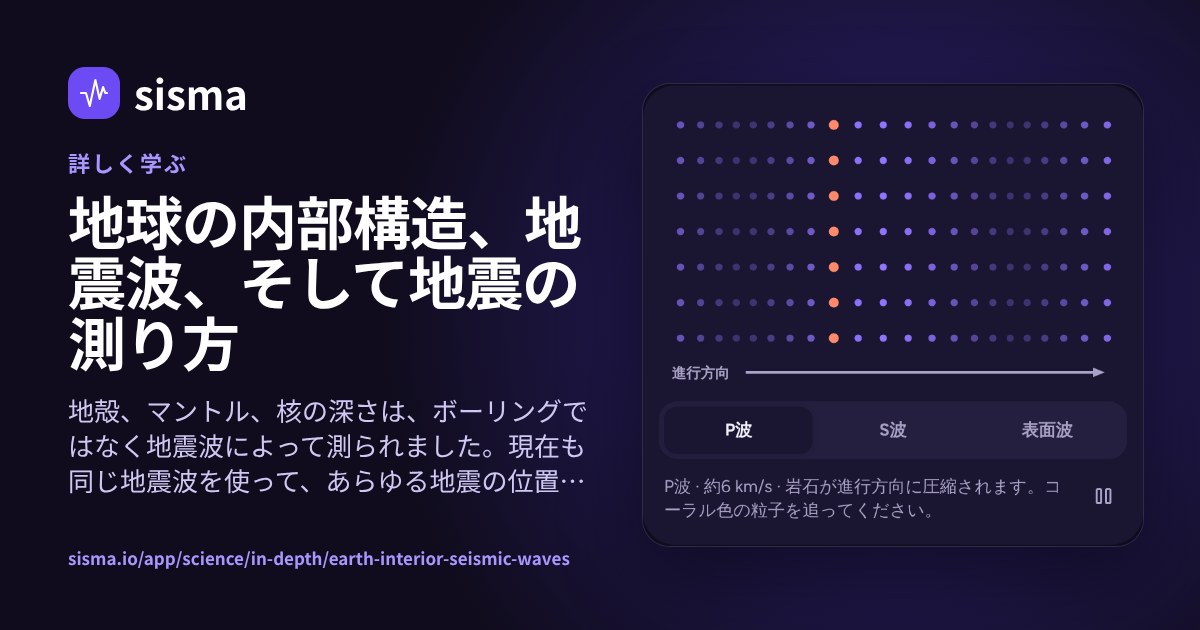 sisma
詳しく学ぶ
地球の内部構造、地
震波、そして地震の
測り方
地殻、マントル、核の深さは、ボーリングで
はなく地震波によって測られました。現在も
同じ地震波を使って、あらゆる地震の位置…
sisma.io/app/science/in-depth/earth-interior-seismic-waves
進行方向
P波
S波
表面波
P波 · 約6 km/s · 岩石が進行方向に圧縮されます。コ
ーラル色の粒子を追ってください。